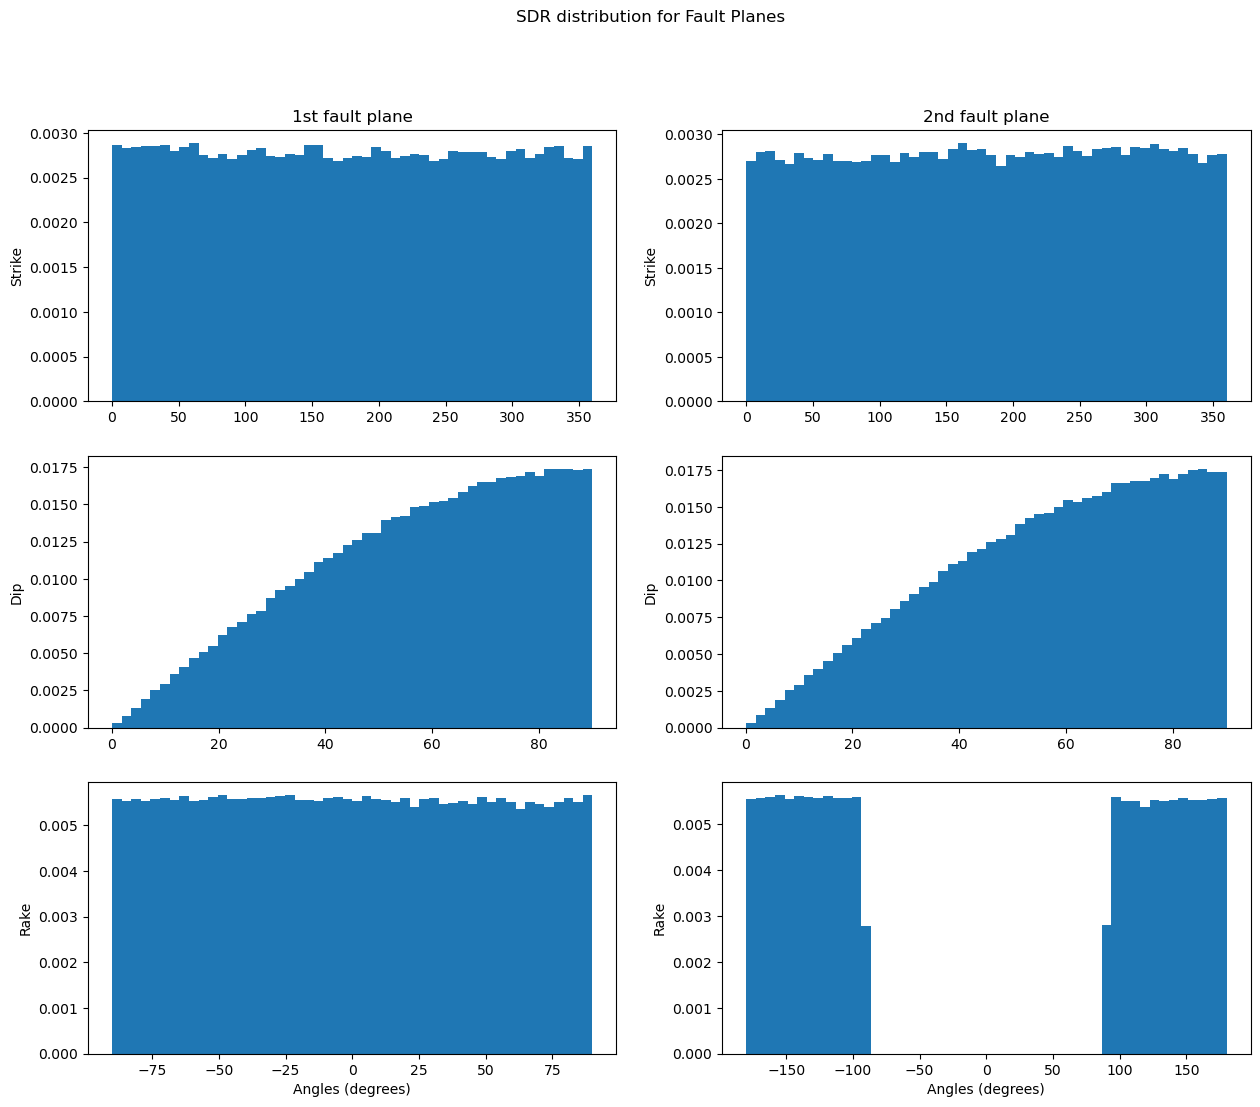 SDR distribution for Fault Planes
1st fault plane
2nd fault plane
0.0030
0.0025
0.0020
0.0015
0.0010
0.0005
0.0000
Strike
0 50 100 150 200 250 300 350
0.0030
0.0025
0.0020
0.0015
0.0010
0.0005
0.0000
Strike
0 50 100 150 200 250 300 350
0.0175
0.0150
0.0125
0.0100
0.0075
0.0050
0.0025
0.0000
Dip
0 20 40 60 80
0.0175
0.0150
0.0125
0.0100
0.0075
0.0050
0.0025
0.0000
Dip
0 20 40 60 80
0.005
0.004
0.003
0.002
0.001
0.000
Rake
−75 −50 −25 0 25 50 75
Angles (degrees)
0.005
0.004
0.003
0.002
0.001
0.000
Rake
−150 −100 −50 0 50 100 150
Angles (degrees)